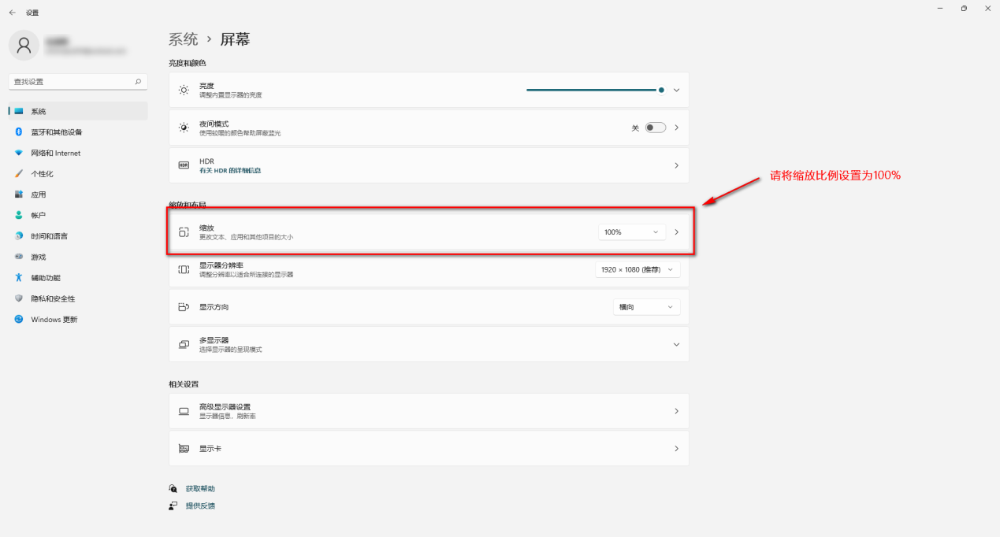 设置
系统 › 屏幕
查找设置
系统
蓝牙和其他设备
网络和 Internet
个性化
应用
帐户
时间和语言
游戏
辅助功能
隐私和安全性
Windows 更新
亮度和颜色
亮度
调整内置显示器的亮度
夜间模式
使用较暖的颜色帮助屏蔽蓝光
关
HDR
HDR
有关 HDR 的详细信息
缩放和布局
缩放
更改文本、应用和其他项目的大小
100%
请将缩放比例设置为100%
显示器分辨率
调整分辨率以适合所连接的显示器
1920 × 1080 (推荐)
显示方向
横向
多显示器
选择显示器的呈现模式
相关设置
高级显示器设置
显示器信息，刷新率
显示卡
获取帮助
提供反馈